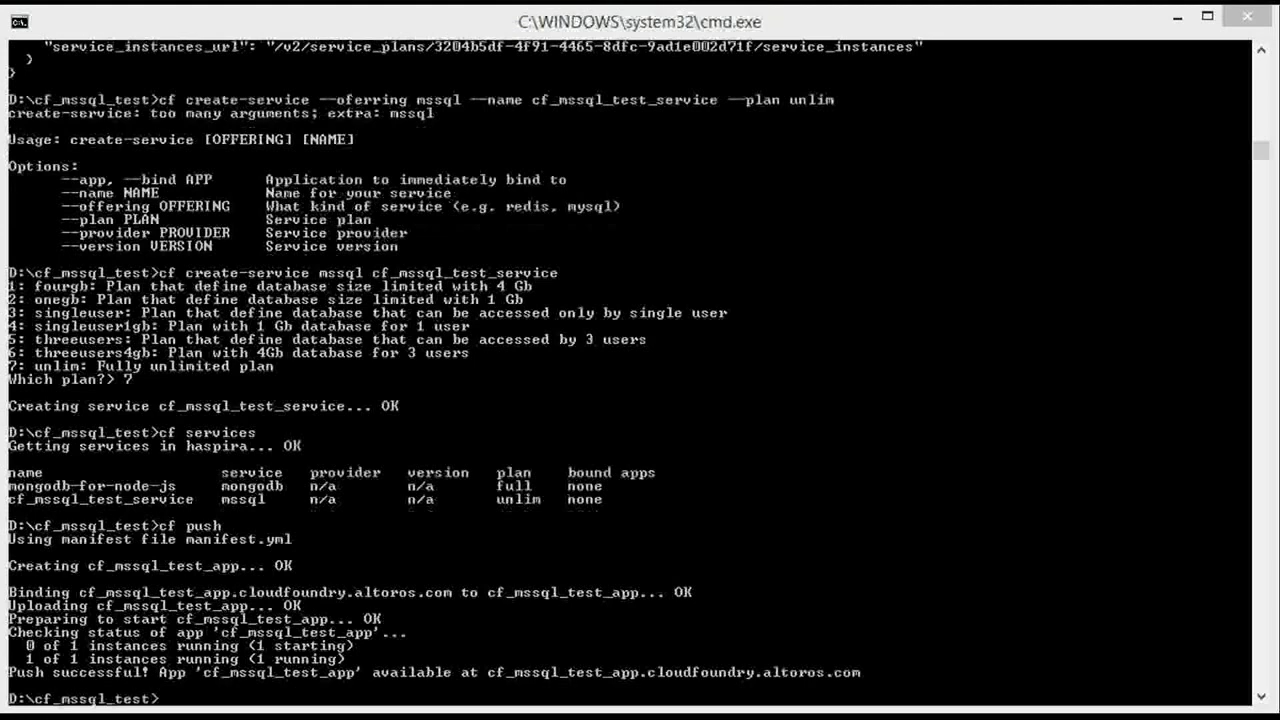 C:\WINDOWS\system32\cmd.exe
"service_instances_url": "/v2/service_plans/3204b5df-4f91-4465-8dfc-9ad1e002d71f/service_instances"
}
}
D:\cf_mssql_test>cf create-service --oferring mssql --name cf_mssql_test_service --plan unlim
create-service: too many arguments; extra: mssql
Usage: create-service [OFFERING] [NAME]
Options:
--app, --bind APP Application to immediately bind to
--name NAME Name for your service
--offering OFFERING What kind of service (e.g. redis, mysql)
--plan PLAN Service plan
--provider PROVIDER Service provider
--version VERSION Service version
D:\cf_mssql_test>cf create-service mssql cf_mssql_test_service
1: fourgb: Plan that define database size limited with 4 Gb
2: onegb: Plan that define database size limited with 1 Gb
3: singleuser: Plan that define database that can be accessed only by single user
4: singleuser1gb: Plan with 1 Gb database for 1 user
5: threeusers: Plan that define database that can be accessed by 3 users
6: threeusers4gb: Plan with 4Gb database for 3 users
7: unlim: Fully unlimited plan
Which plan?> 7
Creating service cf_mssql_test_service... OK
D:\cf_mssql_test>cf services
Getting services in haspira... OK
name service provider version plan bound apps
mongodb-for-node-js mongodb n/a n/a full none
cf_mssql_test_service mssql n/a n/a unlim none
D:\cf_mssql_test>cf push
Using manifest file manifest.yml
Creating cf_mssql_test_app... OK
Binding cf_mssql_test_app.cloudfoundry.altoros.com to cf_mssql_test_app... OK
Uploading cf_mssql_test_app... OK
Preparing to start cf_mssql_test_app... OK
Checking status of app 'cf_mssql_test_app'...
0 of 1 instances running (1 starting)
1 of 1 instances running (1 running)
Push successful! App 'cf_mssql_test_app' available at cf_mssql_test_app.cloudfoundry.altoros.com
D:\cf_mssql_test>